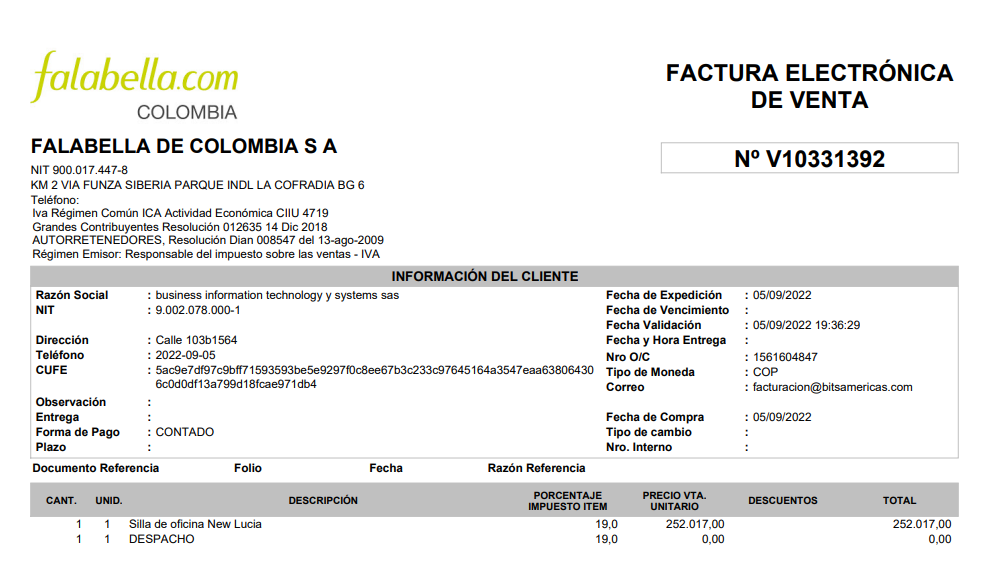 falabella.com
COLOMBIA
FACTURA ELECTRÓNICA
DE VENTA
FALABELLA DE COLOMBIA S A
Nº V10331392
NIT 900.017.447-8
KM 2 VIA FUNZA SIBERIA PARQUE INDL LA COFRADIA BG 6
Teléfono:
Iva Régimen Común ICA Actividad Económica CIIU 4719
Grandes Contribuyentes Resolución 012635 14 Dic 2018
AUTORRETENEDORES, Resolución Dian 008547 del 13-ago-2009
Régimen Emisor: Responsable del impuesto sobre las ventas - IVA
INFORMACIÓN DEL CLIENTE
Razón Social : business information technology y systems sas Fecha de Expedición : 05/09/2022
NIT : 9.002.078.000-1 Fecha de Vencimiento :
Fecha Validación : 05/09/2022 19:36:29
Dirección : Calle 103b1564 Fecha y Hora Entrega :
Teléfono : 2022-09-05 Nro O/C : 1561604847
CUFE : 5ac9e7df97c9bff71593593be5e9297f0c8ee67b3c233c97645164a3547eaa63806430 Tipo de Moneda : COP
6c0d0df13a799d18fcae971db4 Correo : facturacion@bitsamericas.com
Observación :
Entrega : Fecha de Compra : 05/09/2022
Forma de Pago : CONTADO Tipo de cambio :
Plazo : Nro. Interno :
Documento Referencia Folio Fecha Razón Referencia
CANT. UNID. DESCRIPCIÓN PORCENTAJE IMPUESTO ITEM PRECIO VTA. UNITARIO DESCUENTOS TOTAL
1 1 Silla de oficina New Lucia 19,0 252.017,00 252.017,00
1 1 DESPACHO 19,0 0,00 0,00